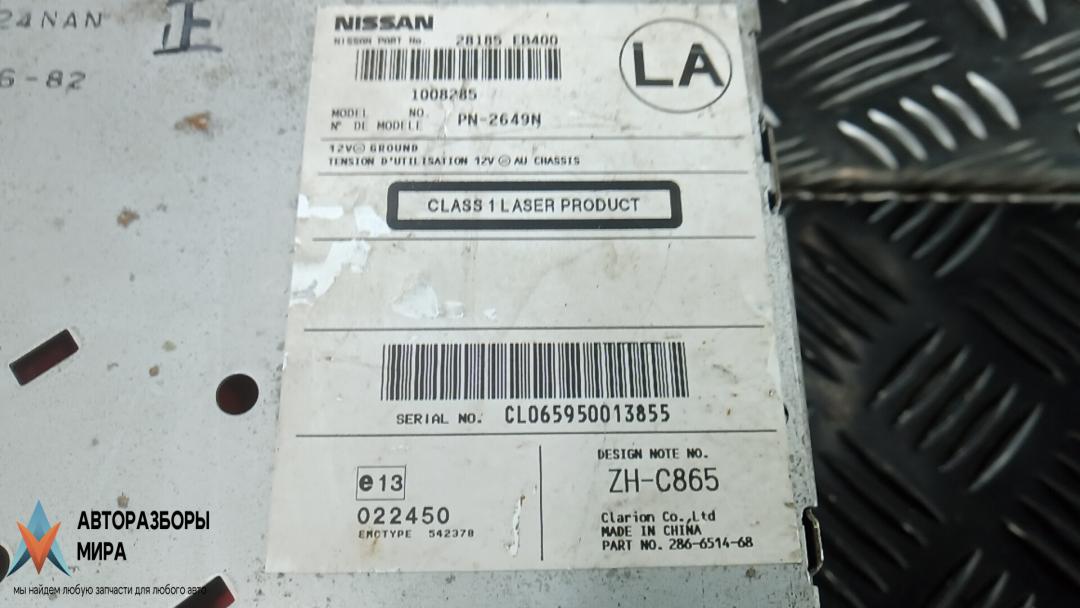 24NAN
正
6-82
NISSAN
NISSAN PART No. 28185 EB400
LA
1008285
MODEL NO.
N° DE MODELE PN-2649N
12V⊖ GROUND
TENSION D'UTILISATION 12V ⊖ AU CHASSIS
CLASS 1 LASER PRODUCT
SERIAL NO. CL065950013855
e13
022450
EMCTYPE 542378
DESIGN NOTE NO.
ZH-C865
Clarion Co.,Ltd
MADE IN CHINA
PART NO. 286-6514-68
АВТОРАЗБОРЫ
МИРА
мы найдем любую запчасти для любого авто